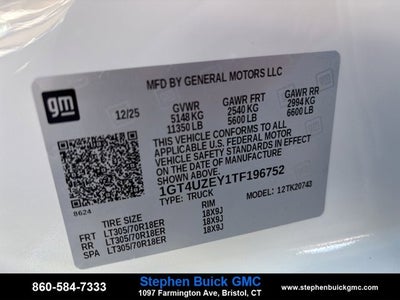 MFD BY GENERAL MOTORS LLC
gm
12/25 GVWR GAWR FRT GAWR RR
5148 KG 2540 KG 2994 KG
11350 LB 5600 LB 6600 LB
THIS VEHICLE CONFORMS TO ALL
APPLICABLE U.S. FEDERAL MOTOR
VEHICLE SAFETY STANDARDS IN EFFECT
ON THE DATE OF MANUFACTURE
SHOWN ABOVE.
1GT4UZEY1TF196752
TYPE: TRUCK MODEL: 12TK20743
8624
TIRE SIZE RIM
FRT LT305/70R18ER 18X9J
RR LT305/70R18ER 18X9J
SPA LT305/70R18ER 18X9J
860-584-7333
Stephen Buick GMC
1097 Farmington Ave, Bristol, CT
www.stephenbuickgmc.com